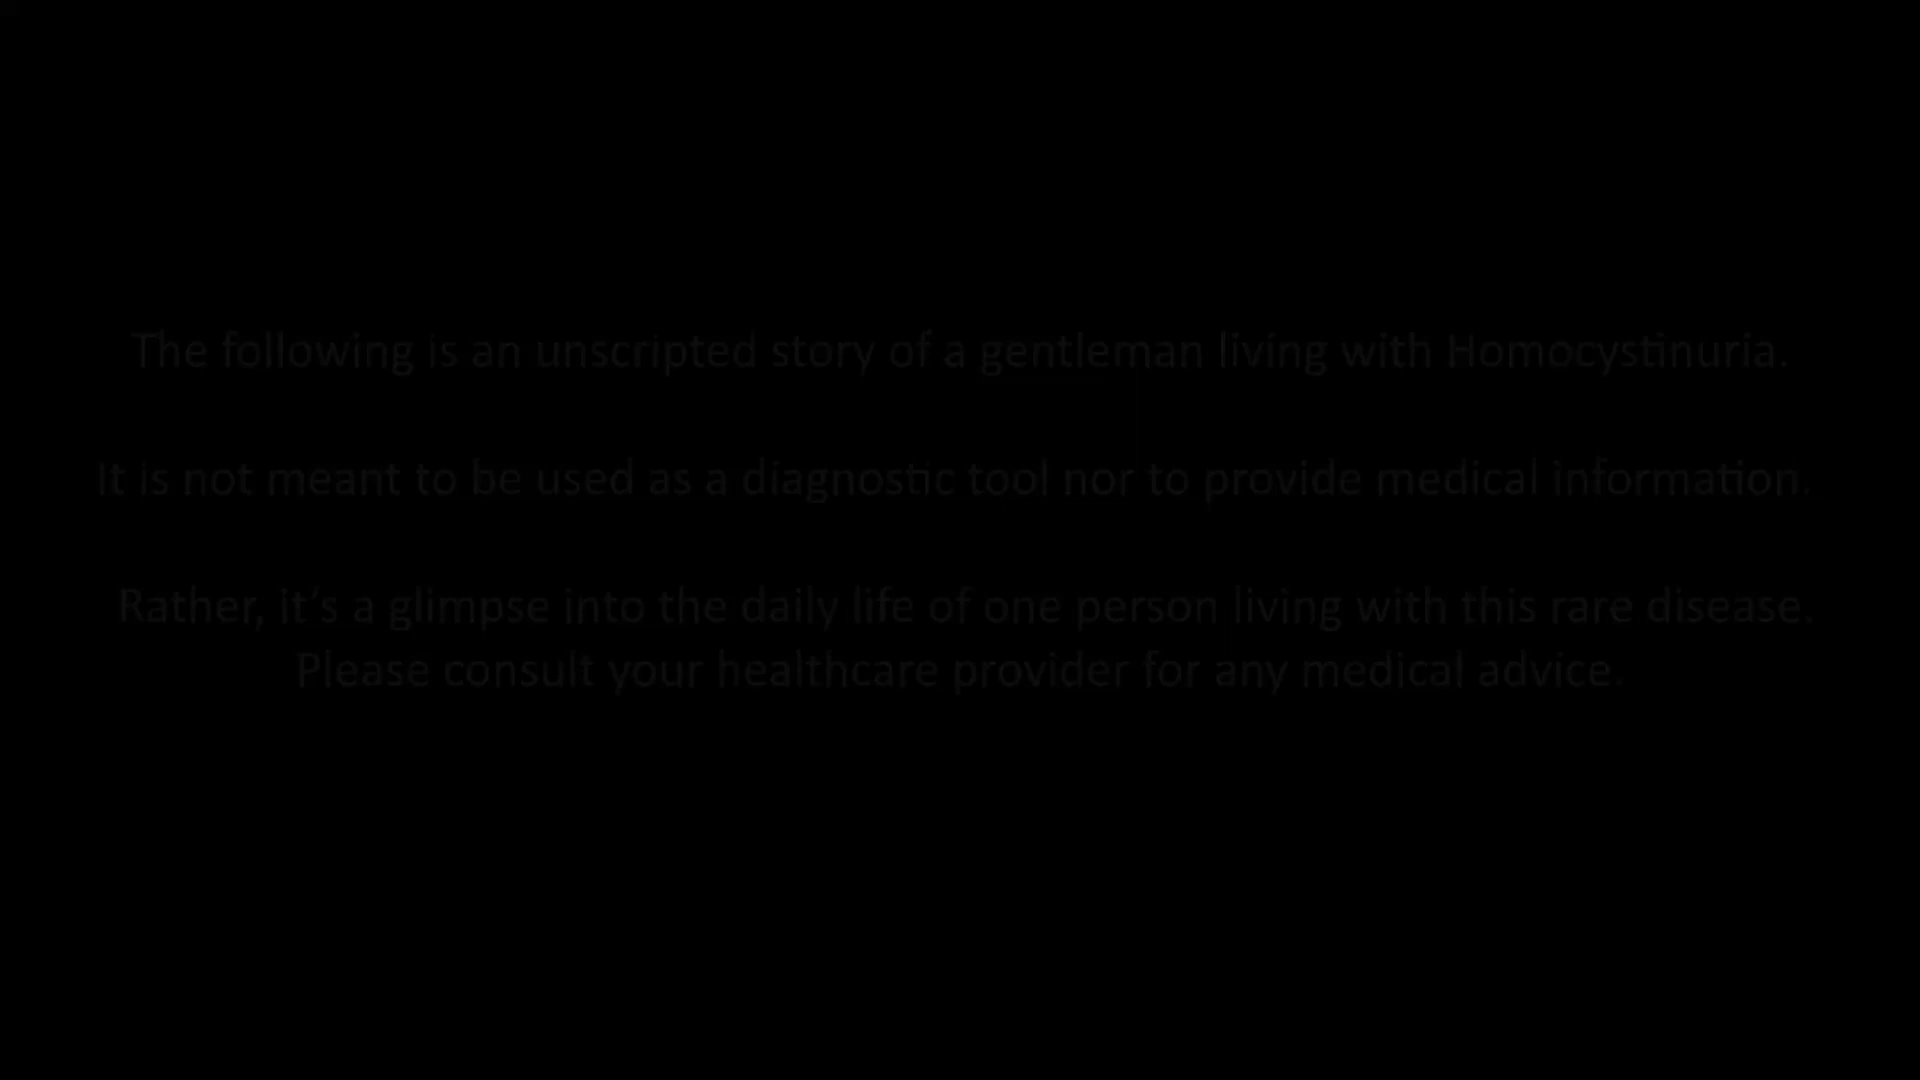 The following is an unscripted story of a gentleman living with Homocystinuria.
It is not meant to be used as a diagnostic tool nor to provide medical information.
Rather, it's a glimpse into the daily life of one person living with this rare disease.
Please consult your healthcare provider for any medical advice.